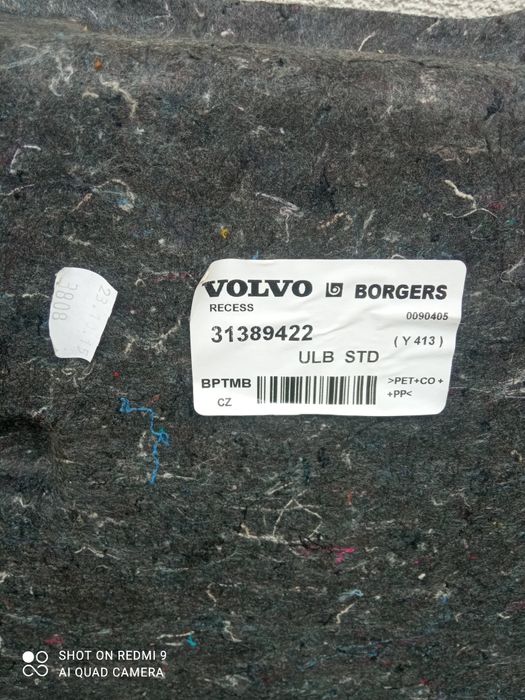 VOLVO BORGERS
RECESS
0090405
31389422
( Y 413 )
ULB STD
BPTMB
>PET+CO +
+PP<
CZ
9808
SHOT ON REDMI 9
AI QUAD CAMERA